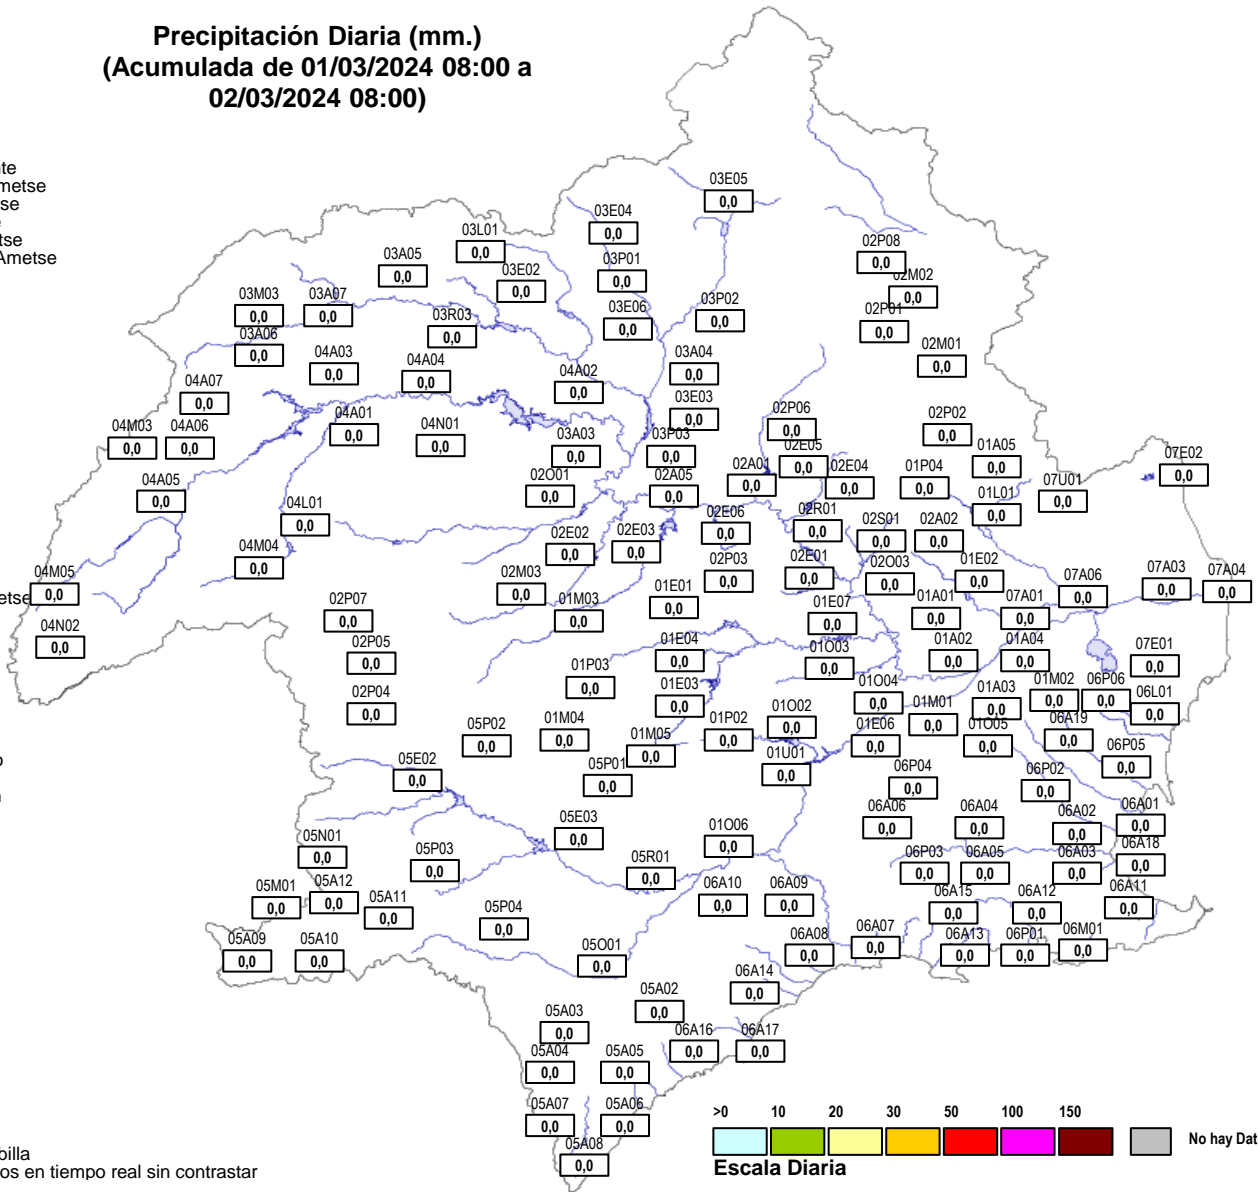 Precipitación Diaria (mm.)
(Acumulada de 01/03/2024 08:00 a
02/03/2024 08:00)
03E05
0,0
03E04
0,0
03L01
0,0
03A05
0,0
03E02
0,0
03P01
0,0
02P08
0,0
02M02
0,0
03M03
0,0
03A07
0,0
03R03
0,0
03E06
0,0
03P02
0,0
02P01
0,0
03A06
0,0
04A03
0,0
04A04
0,0
04A02
0,0
03A04
0,0
02M01
0,0
04A07
0,0
04A01
0,0
04N01
0,0
03E03
0,0
02P06
0,0
02P02
0,0
04M03
0,0
04A06
0,0
03A03
0,0
03P03
0,0
02E05
0,0
01A05
0,0
07E02
0,0
04A05
0,0
02O01
0,0
02A05
0,0
02A01
0,0
02E04
0,0
01P04
0,0
07U01
0,0
01L01
0,0
04L01
0,0
02E02
0,0
02E03
0,0
02E06
0,0
02R01
0,0
02S01
0,0
02A02
0,0
04M04
0,0
02M03
0,0
02P03
0,0
02E01
0,0
02O03
0,0
01E02
0,0
07A06
0,0
07A03
0,0
07A04
0,0
04M05
0,0
02P07
0,0
01M03
0,0
01E01
0,0
01E07
0,0
01A01
0,0
07A01
0,0
04N02
0,0
02P05
0,0
01E04
0,0
01O03
0,0
01A02
0,0
01A04
0,0
07E01
0,0
02P04
0,0
01P03
0,0
01E03
0,0
01O04
0,0
01M01
0,0
01A03
0,0
01M02
0,0
06P06
0,0
06L01
0,0
05P02
0,0
01M04
0,0
01M05
0,0
01P02
0,0
01O02
0,0
01E06
0,0
01O05
0,0
06A19
0,0
06P05
0,0
05E02
0,0
05P01
0,0
01U01
0,0
06P04
0,0
06P02
0,0
05E03
0,0
01O06
0,0
06A06
0,0
06A04
0,0
06A02
0,0
06A01
0,0
05N01
0,0
05P03
0,0
05R01
0,0
06P03
0,0
06A05
0,0
06A03
0,0
06A18
0,0
05M01
0,0
05A12
0,0
05A11
0,0
06A10
0,0
06A09
0,0
06A15
0,0
06A12
0,0
06A11
0,0
05A09
0,0
05A10
0,0
05P04
0,0
05O01
0,0
06A08
0,0
06A07
0,0
06A13
0,0
06P01
0,0
06M01
0,0
06A14
0,0
05A02
0,0
05A03
0,0
06A16
0,0
06A17
0,0
05A04
0,0
05A05
0,0
05A07
0,0
05A06
0,0
05A08
0,0
>0 10 20 30 50 100 150
No hay Dat
Escala Diaria
os en tiempo real sin contrastar